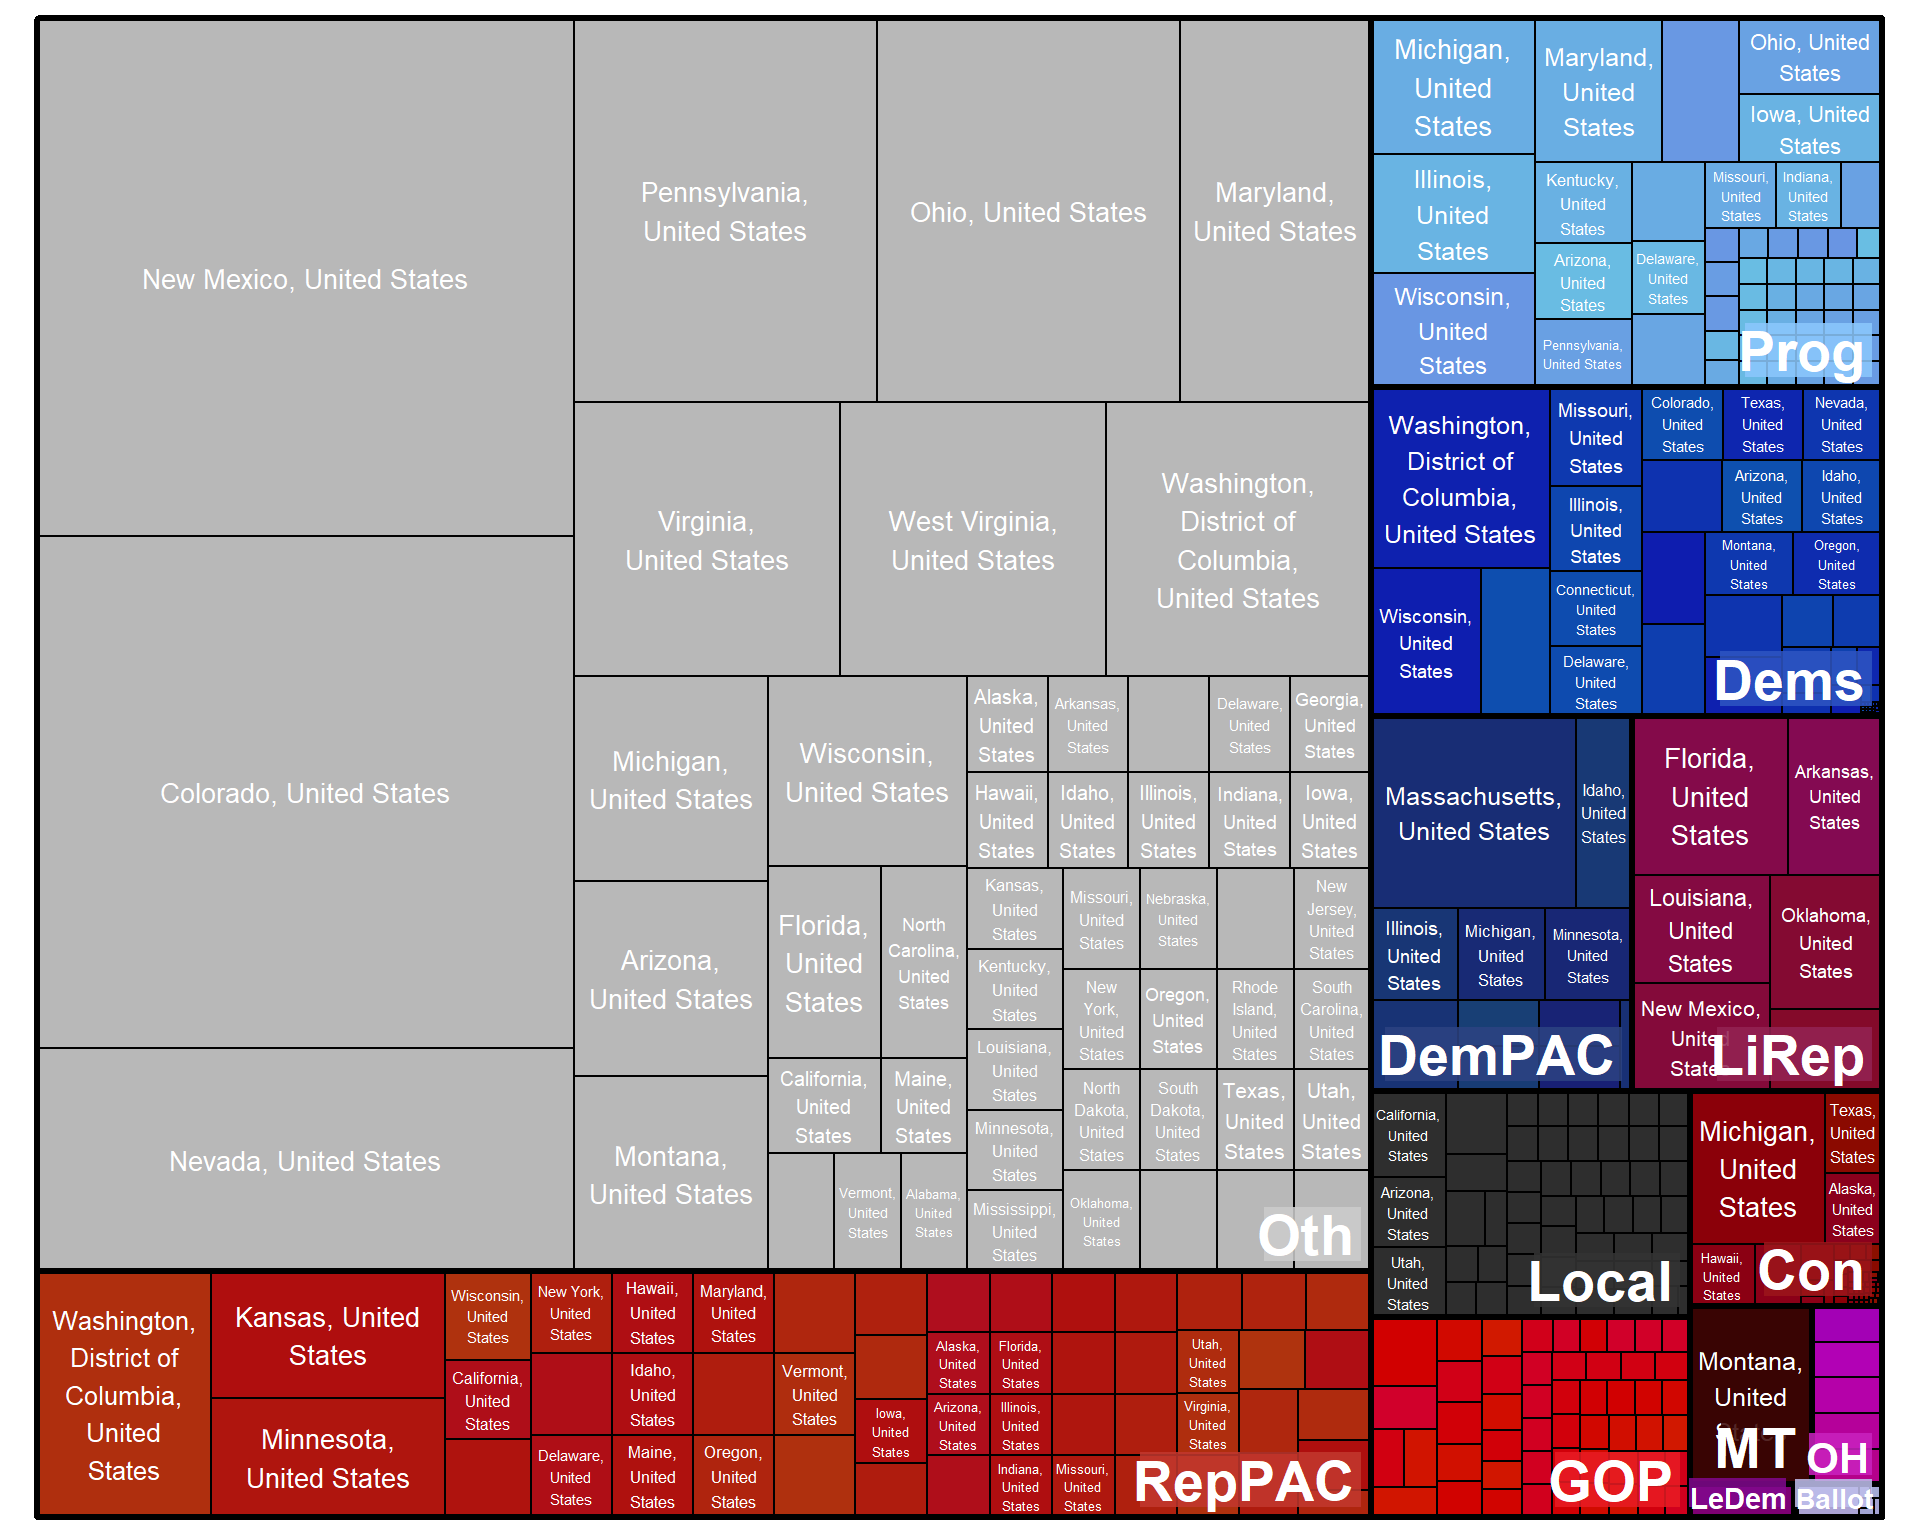 New Mexico, United States
Colorado, United States
Nevada, United States
Pennsylvania,
United States
Ohio, United States
Maryland,
United States
Virginia,
United States
West Virginia,
United States
Washington,
District of
Columbia,
United States
Michigan,
United States
Arizona,
United States
Montana,
United States
Wisconsin,
United States
Florida,
United
States
North
Carolina,
United
States
California,
United
States
Maine,
United
States
Vermont,
United
States
Alabama,
United
States
Alaska,
United
States
Arkansas,
United
States
Delaware,
United
States
Georgia,
United
States
Hawaii,
United
States
Idaho,
United
States
Illinois,
United
States
Indiana,
United
States
Iowa,
United
States
Kansas,
United
States
Kentucky,
United
States
Louisiana,
United
States
Minnesota,
United
States
Mississippi,
United
States
Missouri,
United
States
Nebraska,
United
States
New
Jersey,
United
States
New
York,
United
States
Oregon,
United
States
Rhode
Island,
United
States
South
Carolina,
United
States
North
Dakota,
United
States
South
Dakota,
United
States
Texas,
United
States
Utah,
United
States
Oklahoma,
United
States
Oth
Washington,
District of
Columbia,
United
States
Kansas, United
States
Minnesota,
United States
Wisconsin,
United
States
California,
United
States
New York,
United
States
Delaware,
United
States
Hawaii,
United
States
Idaho,
United
States
Maine,
United
States
Maryland,
United
States
Oregon,
United
States
Vermont,
United
States
Iowa,
United
States
Alaska,
United
States
Arizona,
United
States
Florida,
United
States
Illinois,
United
States
Indiana,
United
States
Missouri,
United
States
Utah,
United
States
Virginia,
United
States
RepPAC
Michigan,
United
States
Illinois,
United
States
Wisconsin,
United
States
Maryland,
United
States
Ohio, United
States
Iowa, United
States
Kentucky,
United
States
Arizona,
United
States
Pennsylvania,
United States
Delaware,
United
States
Missouri,
United
States
Indiana,
United
States
Prog
Washington,
District of
Columbia,
United States
Wisconsin,
United
States
Missouri,
United
States
Illinois,
United
States
Connecticut,
United
States
Delaware,
United
States
Colorado,
United
States
Texas,
United
States
Nevada,
United
States
Arizona,
United
States
Idaho,
United
States
Montana,
United
States
Oregon,
United
States
Dems
Massachusetts,
United States
Idaho,
United
States
Illinois,
United
States
Michigan,
United
States
Minnesota,
United
States
DemPAC
Florida,
United
States
Arkansas,
United
States
Louisiana,
United
States
Oklahoma,
United
States
New Mexico,
United
States
LiRep
California,
United
States
Arizona,
United
States
Utah,
United
States
Local
Michigan,
United
States
Texas,
United
States
Alaska,
United
States
Hawaii,
United
States
Con
GOP
Montana,
United
States
MT
OH
LeDem
Ballot